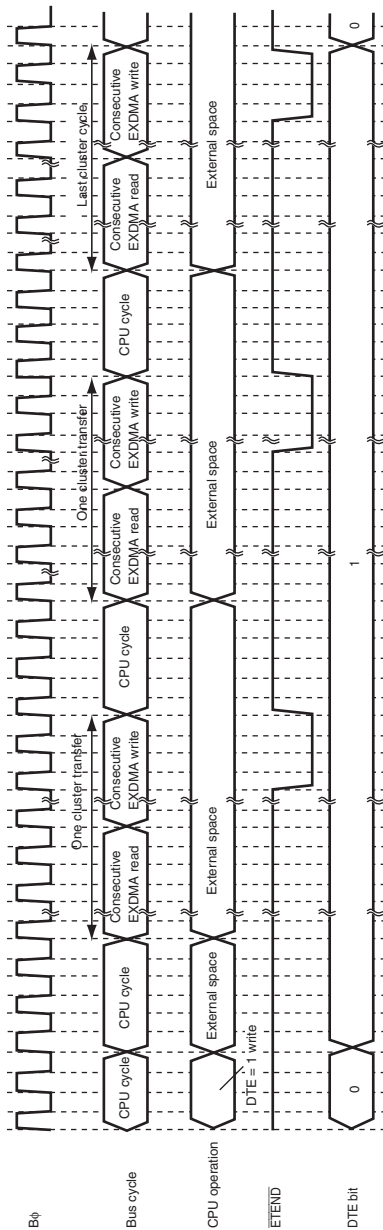 Bφ
One cluster transfer
One cluster transfer
Last cluster cycle
Bus cycle
CPU cycle
CPU cycle
Consecutive
EXDMA read
Consecutive
EXDMA write
CPU cycle
Consecutive
EXDMA read
Consecutive
EXDMA write
CPU cycle
Consecutive
EXDMA read
Consecutive
EXDMA write
CPU operation
External space
External space
External space
External space
DTE = 1 write
ETEND
DTE bit
0
1
0